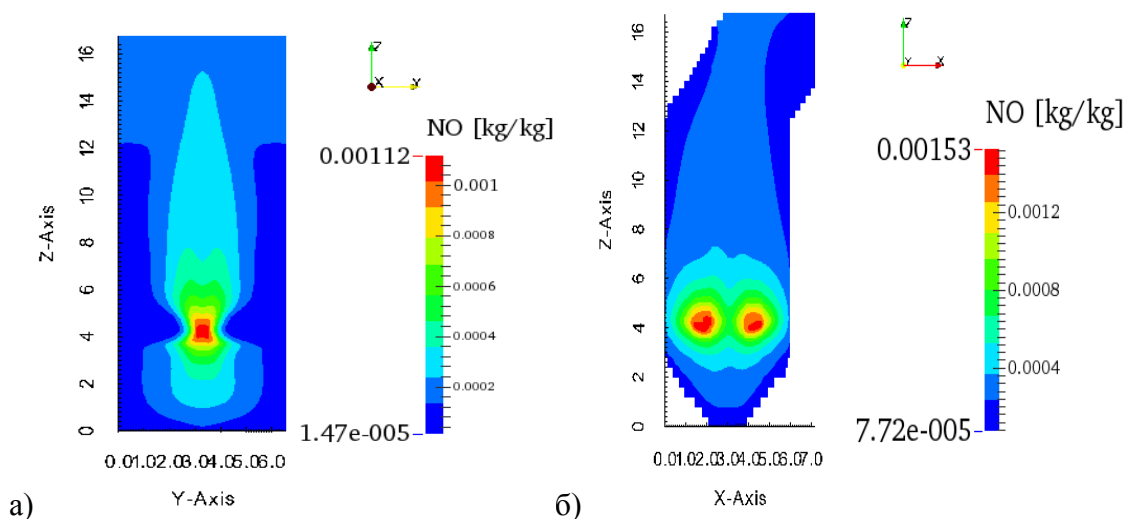 16
14
12
10
8
6
4
2
0
Z-Axis
0.01.02.03.04.05.06.0
Y-Axis
Z
X
Y
NO [kg/kg]
0.00112
0.001
0.0008
0.0006
0.0004
0.0002
1.47e-005
а)
16
14
12
10
8
6
4
2
0
Z-Axis
0.01.02.03.04.05.06.07.0
X-Axis
Z
Y
X
NO [kg/kg]
0.00153
0.0012
0.0008
0.0004
7.72e-005
б)